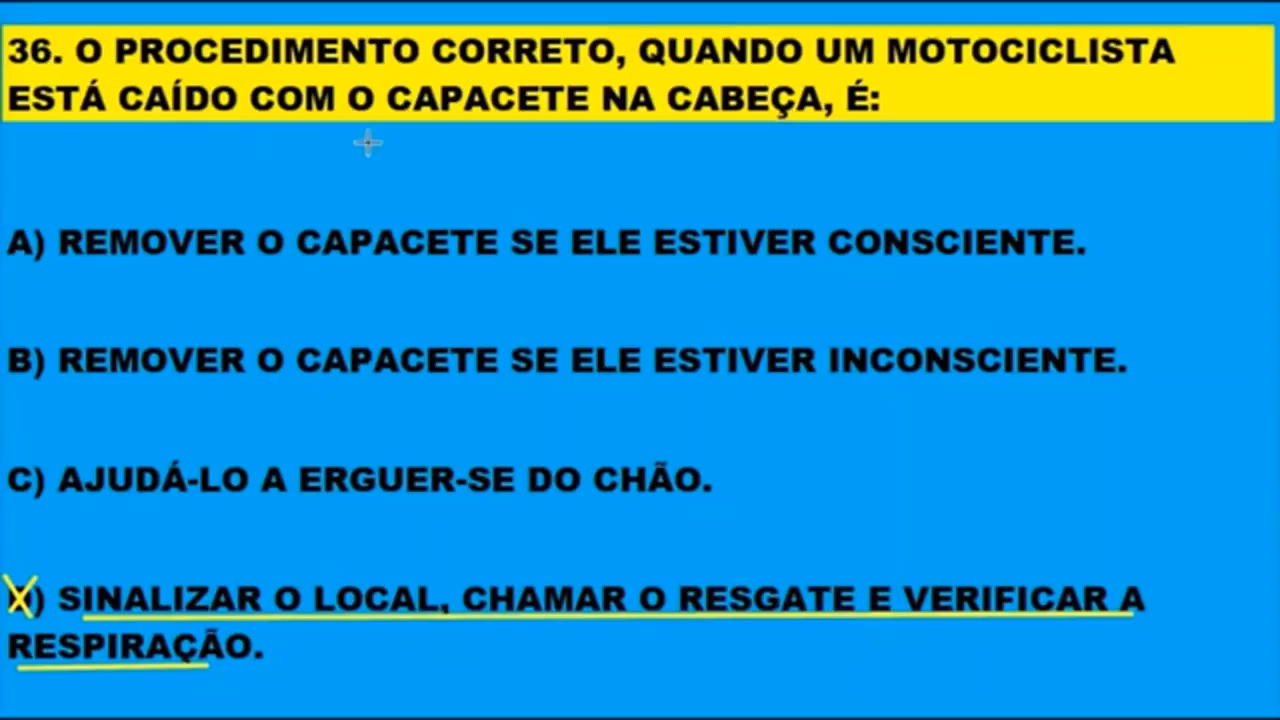 36. O PROCEDIMENTO CORRETO, QUANDO UM MOTOCICLISTA
ESTÁ CAÍDO COM O CAPACETE NA CABEÇA, É:
A) REMOVER O CAPACETE SE ELE ESTIVER CONSCIENTE.
B) REMOVER O CAPACETE SE ELE ESTIVER INCONSCIENTE.
C) AJUDÁ-LO A ERGUER-SE DO CHÃO.
X) SINALIZAR O LOCAL, CHAMAR O RESGATE E VERIFICAR A
RESPIRAÇÃO.